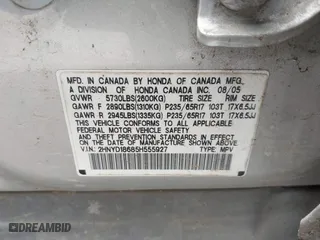 MFD. IN CANADA BY HONDA OF CANADA MFG.,
A DIVISION OF HONDA CANADA INC. 08/05
GVWR 5730LBS(2600KG) TIRE SIZE RIM SIZE
GAWR F 2890LBS(1310KG) P235/65R17 103T 17X6.5JJ
GAWR R 2945LBS(1335KG) P235/65R17 103T 17X6.5JJ
THIS VEHICLE CONFORMS TO ALL APPLICABLE
FEDERAL MOTOR VEHICLE SAFETY
AND THEFT PREVENTION STANDARDS IN EFFECT ON
THE DATE OF MANUFACTURE SHOWN ABOVE.
V.I.N.: 2HNYD18685H555927 TYPE: MPV
AUTOBIDMASTER